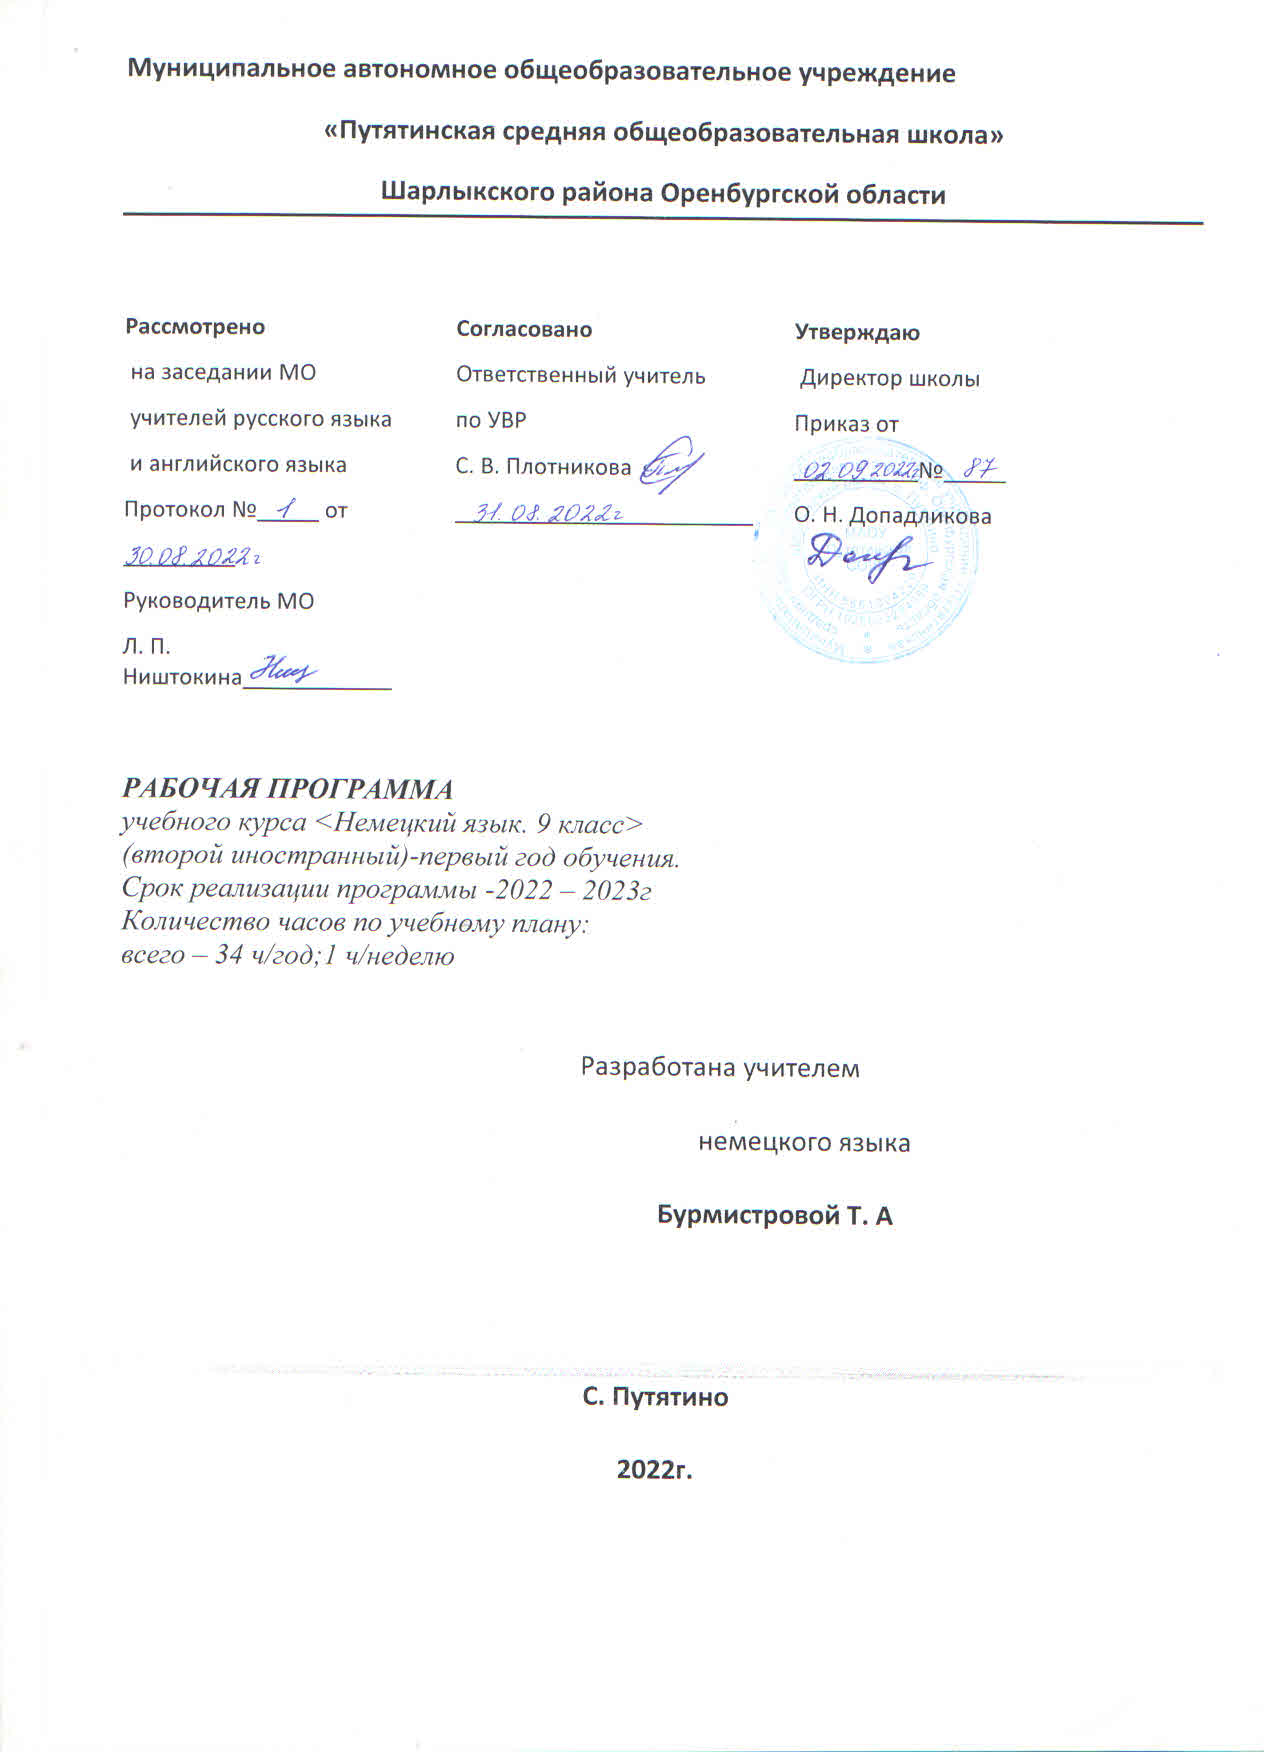 Муниципальное автономное общеобразовательное учреждение
«Путятинская средняя общеобразовательная школа»
Шарлыкского района Оренбургской области
Рассмотрено
на заседании МО
учителей русского языка
и английского языка
Протокол № 1 от
30.08.2022г
Руководитель МО
Л. П.
Ништокина
Согласовано
Ответственный учитель
по УВР
С. В. Плотникова
31.08.2022г
Утверждаю
Директор школы
Приказ от
02.09.2022г№ 87
О. Н. Допадликова
РАБОЧАЯ ПРОГРАММА
учебного курса <Немецкий язык. 9 класс>
(второй иностранный)-первый год обучения.
Срок реализации программы -2022 – 2023г
Количество часов по учебному плану:
всего – 34 ч/год;1 ч/неделю
Разработана учителем
немецкого языка
Бурмистровой Т. А
С. Путятино
2022г.